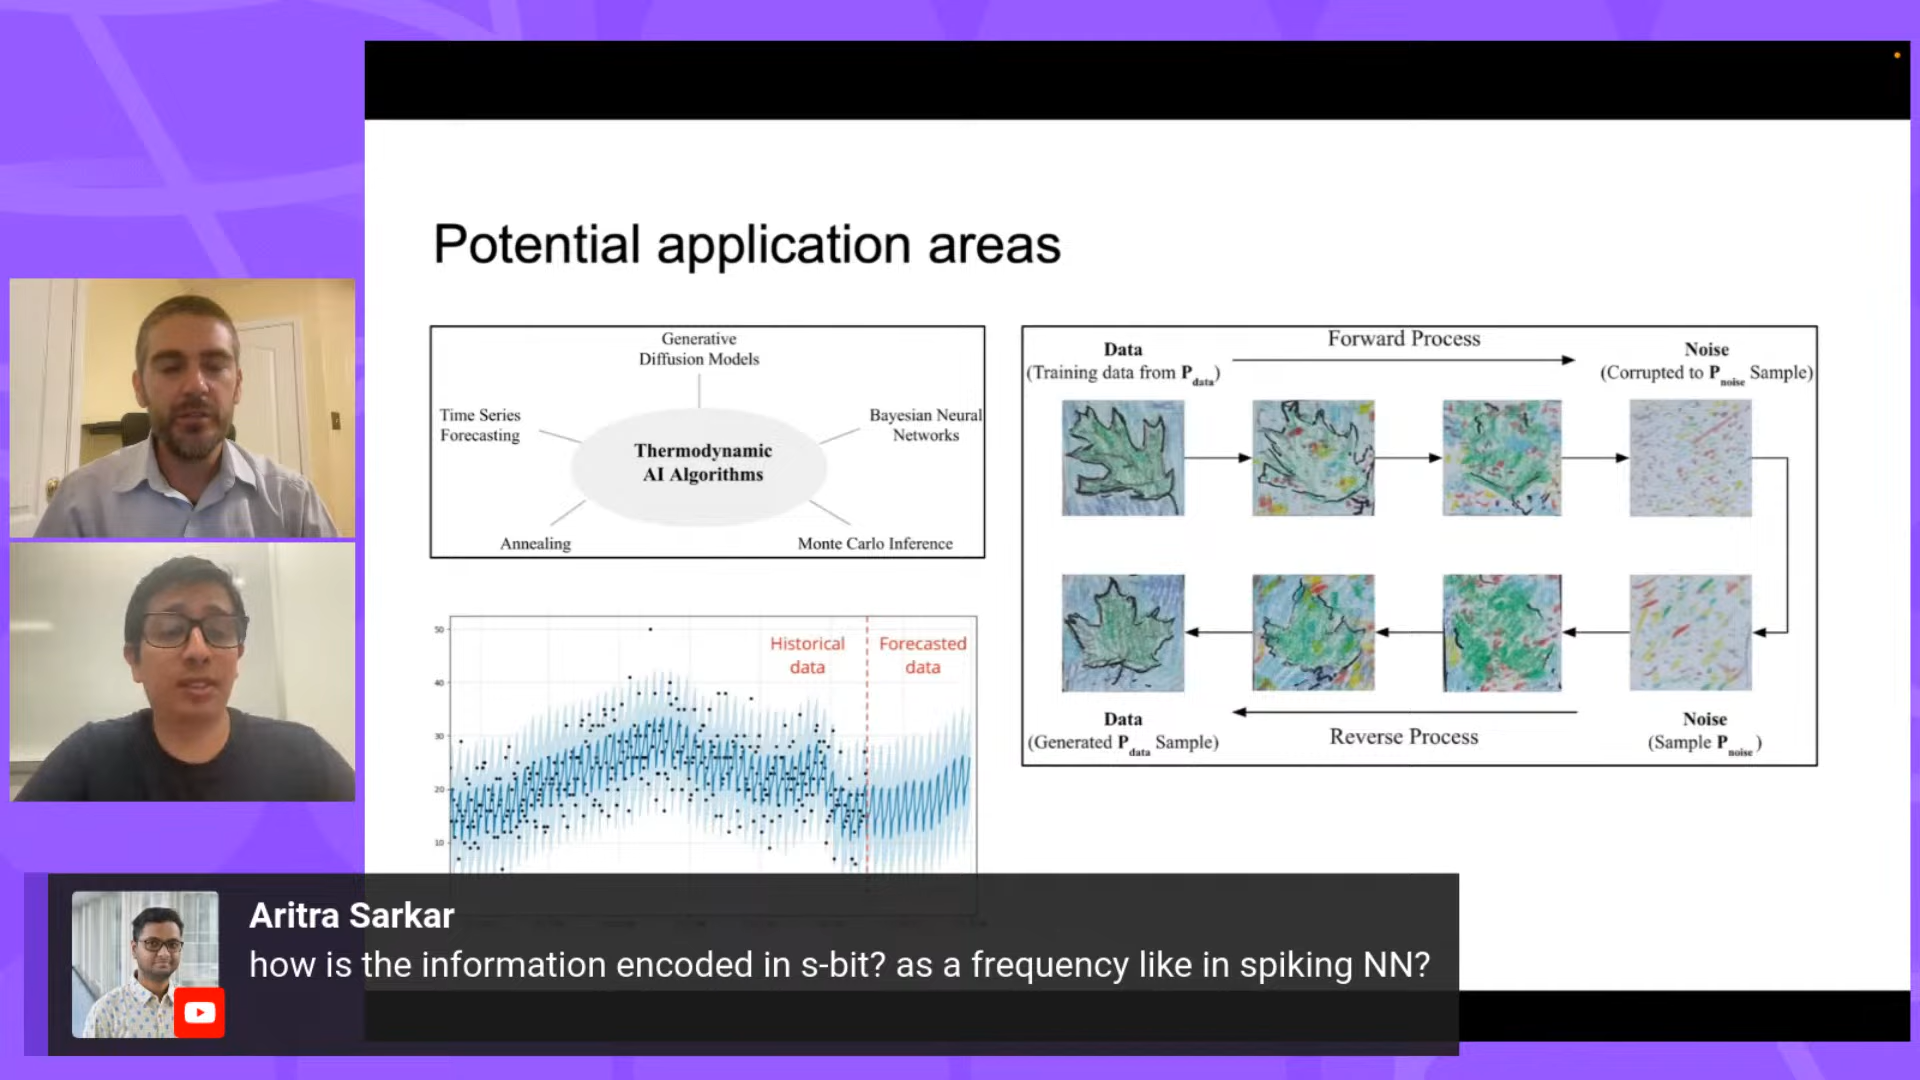 Potential application areas
Generative
Diffusion Models
Time Series
Forecasting
Bayesian Neural
Networks
Thermodynamic
AI Algorithms
Annealing
Monte Carlo Inference
Forward Process
Data
(Training data from P data)
Noise
(Corrupted to P noise Sample)
Data
(Generated P data Sample)
Reverse Process
Noise
(Sample P noise)
50
40
30
20
10
Historical
data
Forecasted
data
Aritra Sarkar
how is the information encoded in s-bit? as a frequency like in spiking NN?